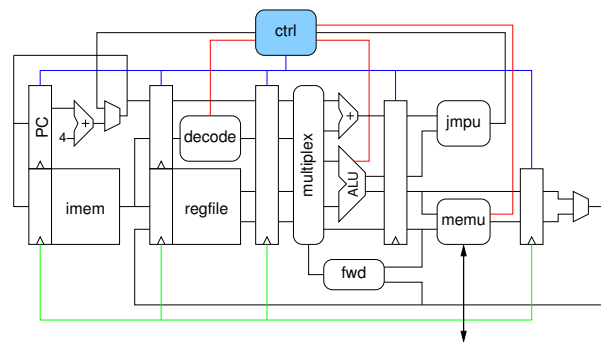 ctrl
PC
4
+
decode
multiplex
+
ALU
jmpu
imem
regfile
memu
fwd